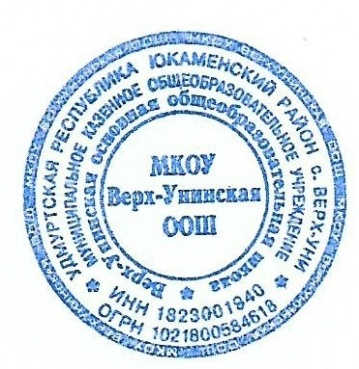 УДМУРТСКАЯ РЕСПУБЛИКА ЮКАМЕНСКИЙ РАЙОН с. ВЕРХ-УНИ
МУНИЦИПАЛЬНОЕ КАЗЕННОЕ ОБЩЕОБРАЗОВАТЕЛЬНОЕ УЧРЕЖДЕНИЕ
Верх-Унинская основная общеобразовательная школа
ИНН 1823001840
ОГРН 1021800584618
МКОУ
Верх-Унинская
ООШ